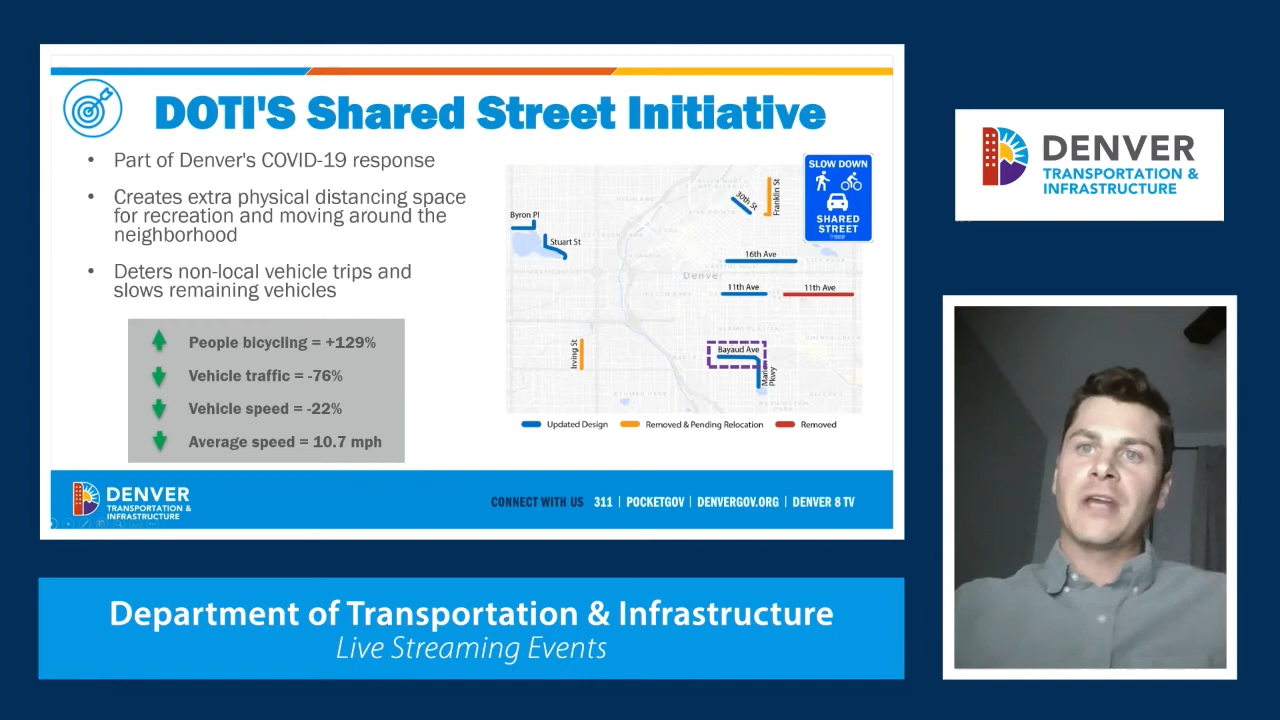 DOTI'S Shared Street Initiative
• Part of Denver's COVID-19 response
• Creates extra physical distancing space
for recreation and moving around the
neighborhood
• Deters non-local vehicle trips and
slows remaining vehicles
People bicycling = +129%
Vehicle traffic = -76%
Vehicle speed = -22%
Average speed = 10.7 mph
SLOW DOWN
SHARED
STREET
30th St
Franklin St
Byron Pl
Stuart St
16th Ave
Denver
11th Ave
11th Ave
Irving St
Bayaud Ave
Pkwy
Updated Design
Removed & Pending Relocation
Removed
DENVER
TRANSPORTATION &
INFRASTRUCTURE
CONNECT WITH US 311 | POCKETGOV | DENVERGOV.ORG | DENVER 8 TV
DENVER
TRANSPORTATION &
INFRASTRUCTURE
Department of Transportation & Infrastructure
Live Streaming Events